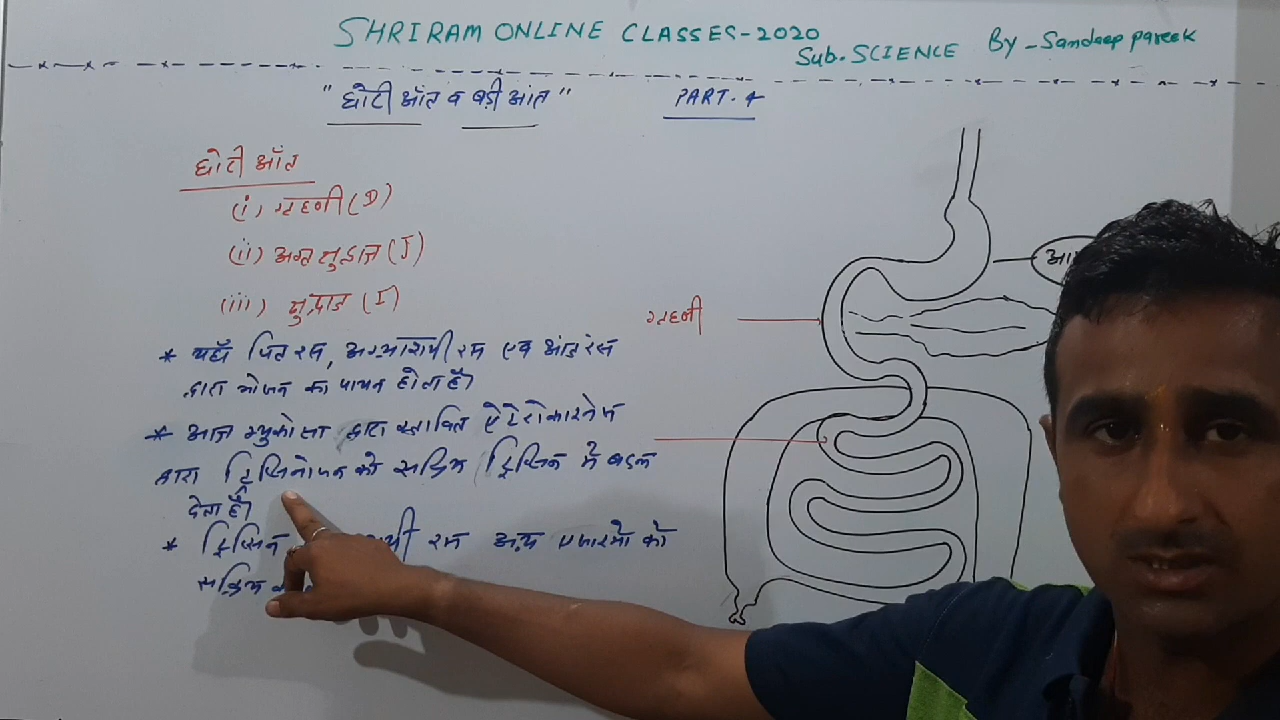 SHRIRAM ONLINE CLASSES-2020
Sub. SCIENCE By - Sandeep pareek
"छोटी आंत व बड़ी आंत" PART. 4
छोटी आँत
(i) ग्रहणी (D)
(ii) अग्र क्षुद्रांत्र (J)
(iii) क्षुद्रांत्र (I)
ग्रहणी
* यहाँ पित रस, अग्नाशयी रस एवं आंत्र रस
द्वारा भोजन का पाचन होता है।
* आंत्र म्युकोसा द्वारा स्त्रावित ऐंटेरोकाइनेज
द्वारा ट्रिप्सिनोजन को सक्रिय ट्रिप्सिन में बदल
देता है।
* ट्रिप्सिन रस अन्य एंजाइमों को
सक्रिय